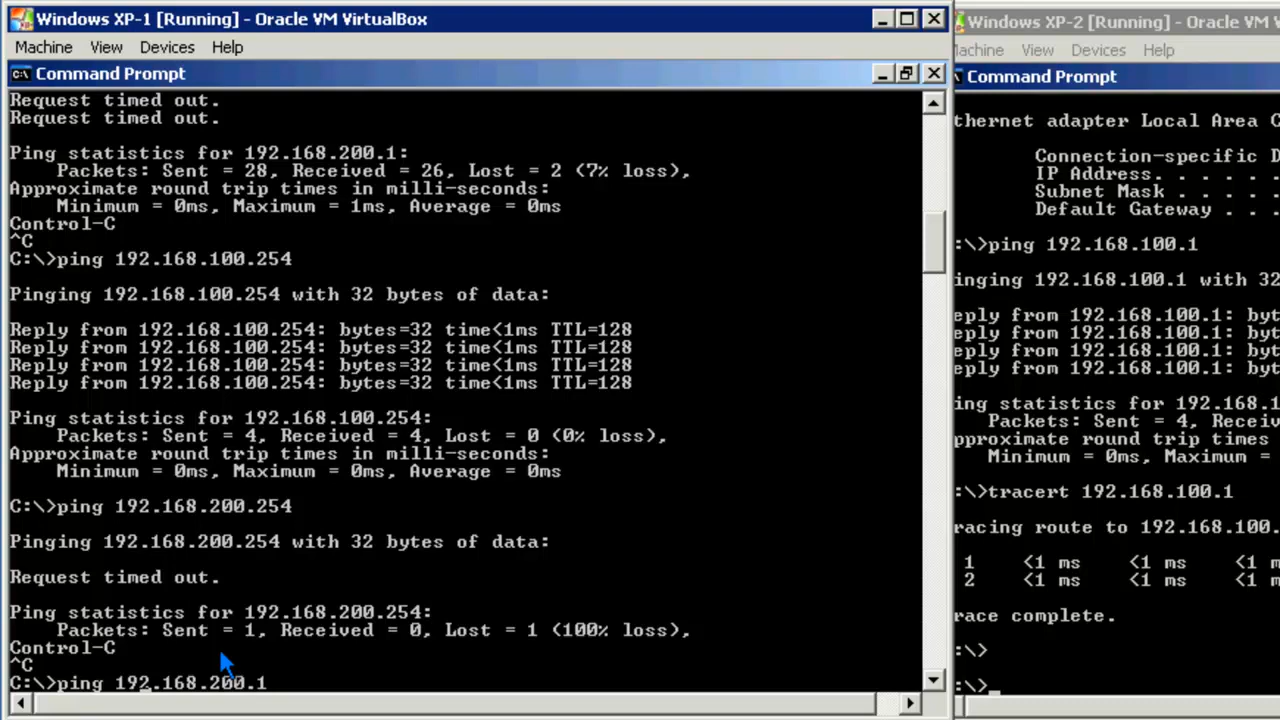 Windows XP-1 [Running] - Oracle VM VirtualBox
Machine View Devices Help
Command Prompt
Request timed out.
Request timed out.
Ping statistics for 192.168.200.1:
Packets: Sent = 28, Received = 26, Lost = 2 (7% loss),
Approximate round trip times in milli-seconds:
Minimum = 0ms, Maximum = 1ms, Average = 0ms
Control-C
^C
C:\>ping 192.168.100.254
Pinging 192.168.100.254 with 32 bytes of data:
Reply from 192.168.100.254: bytes=32 time<1ms TTL=128
Reply from 192.168.100.254: bytes=32 time<1ms TTL=128
Reply from 192.168.100.254: bytes=32 time<1ms TTL=128
Reply from 192.168.100.254: bytes=32 time<1ms TTL=128
Ping statistics for 192.168.100.254:
Packets: Sent = 4, Received = 4, Lost = 0 (0% loss),
Approximate round trip times in milli-seconds:
Minimum = 0ms, Maximum = 0ms, Average = 0ms
C:\>ping 192.168.200.254
Pinging 192.168.200.254 with 32 bytes of data:
Request timed out.
Ping statistics for 192.168.200.254:
Packets: Sent = 1, Received = 0, Lost = 1 (100% loss),
Control-C
^C
C:\>ping 192.168.200.1
Windows XP-2 [Running] - Oracle VM V
achine View Devices Help
Command Prompt
thernet adapter Local Area C
Connection-specific D
IP Address. . . . . .
Subnet Mask . . . . .
Default Gateway . . .
:\>ping 192.168.100.1
inging 192.168.100.1 with 32
eply from 192.168.100.1: byt
eply from 192.168.100.1: byt
eply from 192.168.100.1: byt
eply from 192.168.100.1: byt
ing statistics for 192.168.1
Packets: Sent = 4, Receiv
pproximate round trip times
Minimum = 0ms, Maximum =
:\>tracert 192.168.100.1
racing route to 192.168.100.
1 <1 ms <1 ms <1
2 <1 ms <1 ms <1
race complete.
:\>
:\>_